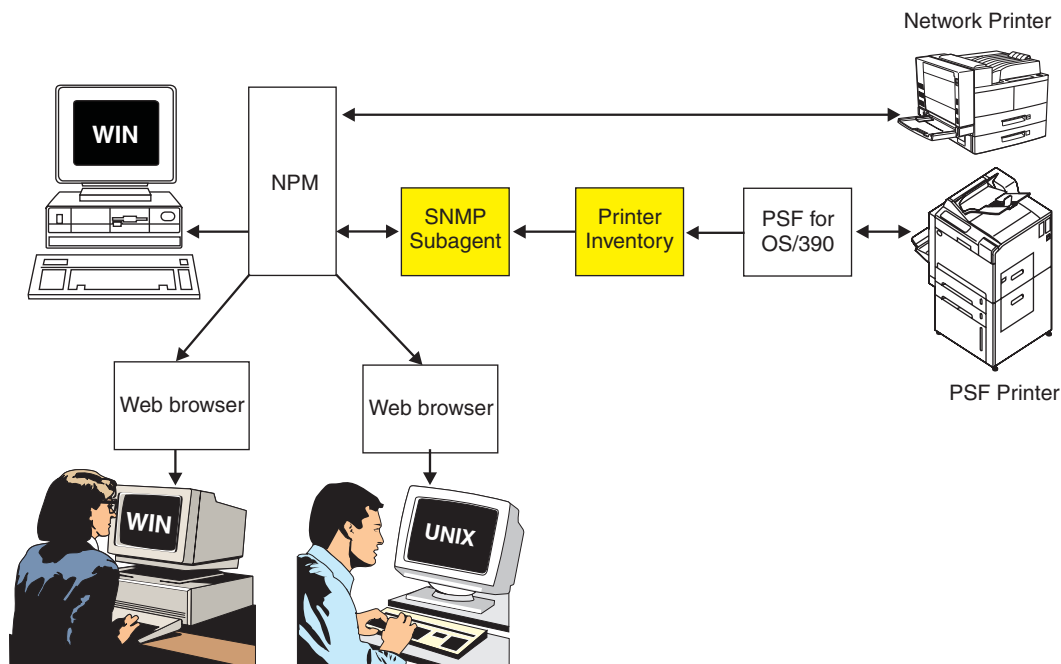 Network Printer
WIN
NPM
SNMP
Subagent
Printer
Inventory
PSF for
OS/390
PSF Printer
Web browser
Web browser
WIN
UNIX